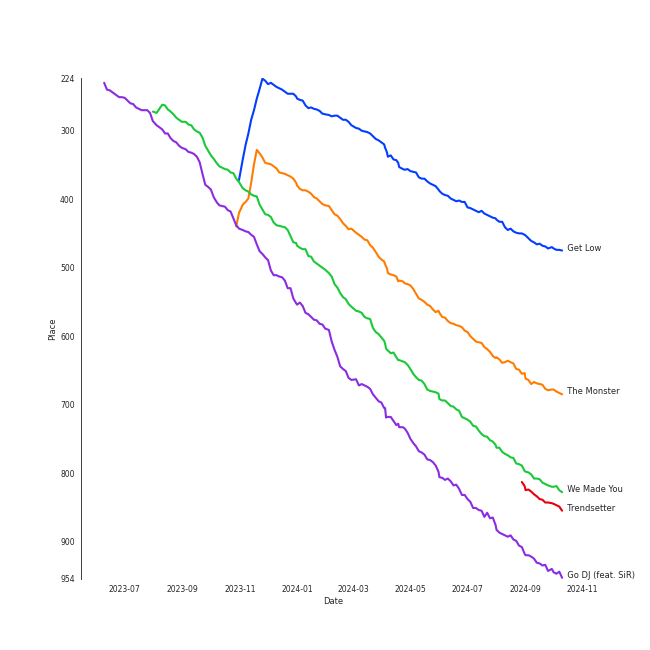 224
300
400
500
600
700
800
900
954
Place
2023-07
2023-09
2023-11
2024-01
2024-03
2024-05
2024-07
2024-09
2024-11
Date
Get Low
The Monster
We Made You
Trendsetter
Go DJ (feat. SiR)